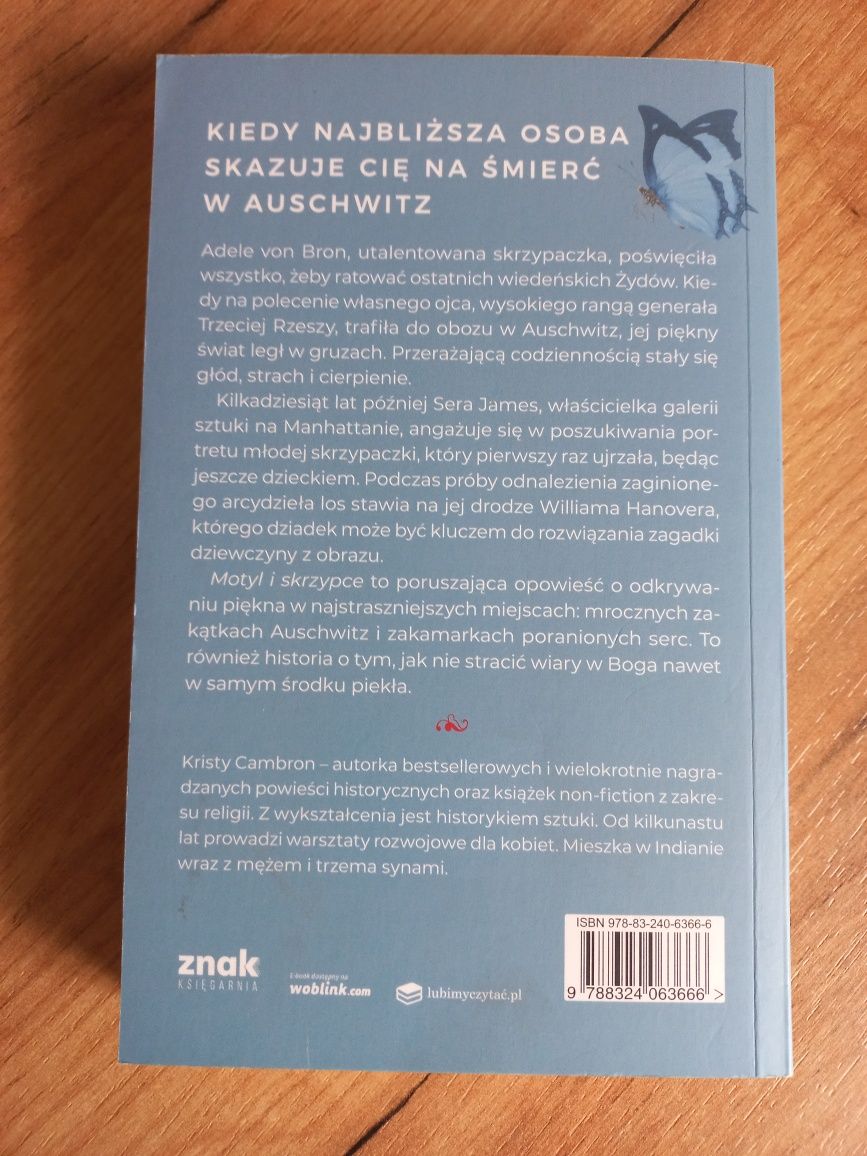 KIEDY NAJBLIŻSZA OSOBA
SKAZUJE CIĘ NA ŚMIERĆ
W AUSCHWITZ
Adele von Bron, utalentowana skrzypaczka, poświęciła
wszystko, żeby ratować ostatnich wiedeńskich Żydów. Kie-
dy na polecenie własnego ojca, wysokiego rangą generała
Trzeciej Rzeszy, trafiła do obozu w Auschwitz, jej piękny
świat legł w gruzach. Przerażającą codziennością stały się
głód, strach i cierpienie.
Kilkadziesiąt lat później Sera James, właścicielka galerii
sztuki na Manhattanie, angażuje się w poszukiwania por-
tretu młodej skrzypaczki, który pierwszy raz ujrzała, będąc
jeszcze dzieckiem. Podczas próby odnalezienia zaginione-
go arcydzieła los stawia na jej drodze Williama Hanovera,
którego dziadek może być kluczem do rozwiązania zagadki
dziewczyny z obrazu.
Motyl i skrzypce to poruszająca opowieść o odkrywa-
niu piękna w najstraszniejszych miejscach: mrocznych za-
kątkach Auschwitz i zakamarkach poranionych serc. To
również historia o tym, jak nie stracić wiary w Boga nawet
w samym środku piekła.
Kristy Cambron – autorka bestsellerowych i wielokrotnie nagra-
dzanych powieści historycznych oraz książek non-fiction z zakre-
su religii. Z wykształcenia jest historykiem sztuki. Od kilkunastu
lat prowadzi warsztaty rozwojowe dla kobiet. Mieszka w Indianie
wraz z mężem i trzema synami.
ISBN 978-83-240-6366-6
9 788324 063666 >
znak
KSIĘGARNIA
E-book dostępny na
woblink.com
lubimyczytać.pl